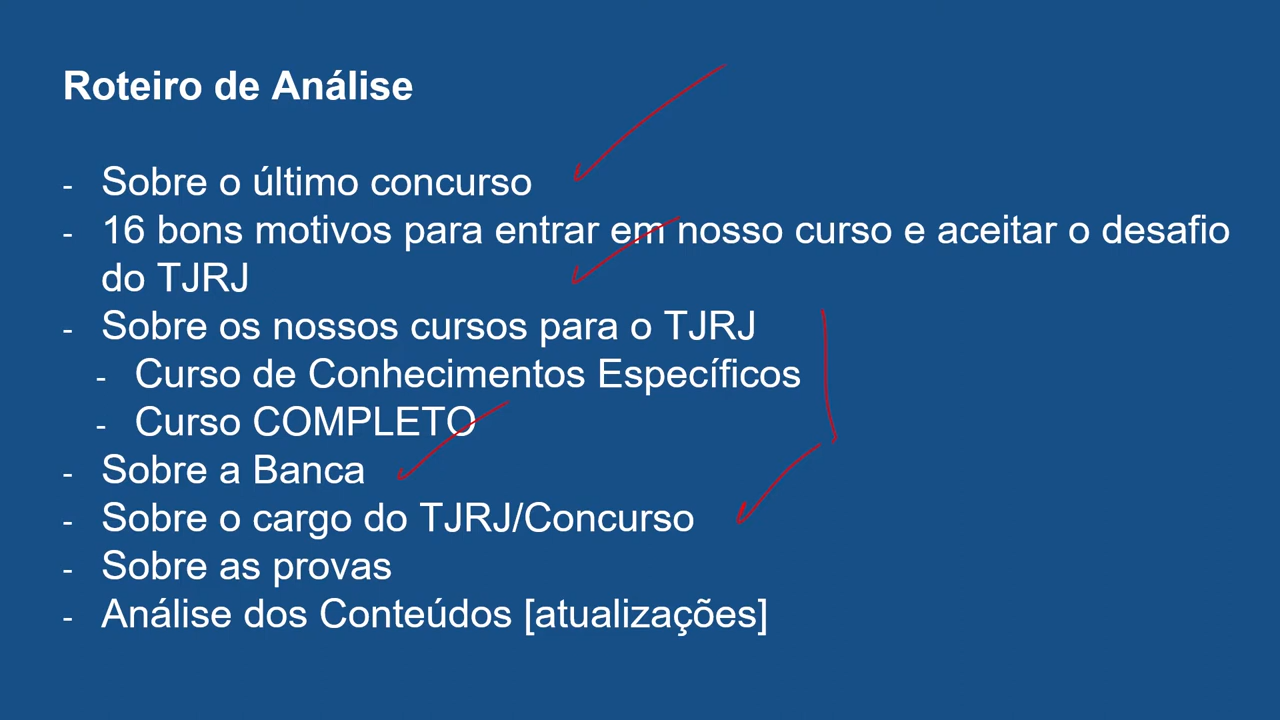 Roteiro de Análise
- Sobre o último concurso
- 16 bons motivos para entrar em nosso curso e aceitar o desafio
do TJRJ
- Sobre os nossos cursos para o TJRJ
- Curso de Conhecimentos Específicos
- Curso COMPLETO
- Sobre a Banca
- Sobre o cargo do TJRJ/Concurso
- Sobre as provas
- Análise dos Conteúdos [atualizações]